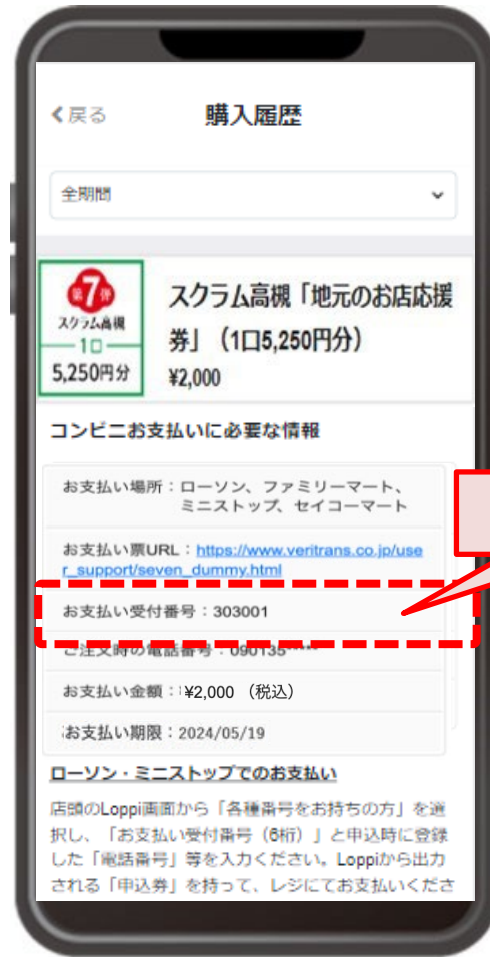 戻る
購入履歴
全期間
第7弾
スクラム高槻
1口
5,250円分
スクラム高槻「地元のお店応援
券」（1口5,250円分）
¥2,000
コンビニお支払いに必要な情報
お支払い場所：ローソン、ファミリーマート、
ミニストップ、セイコーマート
お支払い票URL：https://www.veritrans.co.jp/use
r_support/seven_dummy.html
お支払い受付番号：303001
ご注文時の電話番号：090135*****
お支払い金額：¥2,000 （税込）
お支払い期限：2024/05/19
ローソン・ミニストップでのお支払い
店頭のLoppi画面から「各種番号をお持ちの方」を選
択し、「お支払い受付番号（6桁）」と申込時に登録
した「電話番号」等を入力ください。Loppiから出力
される「申込券」を持って、レジにてお支払いくださ